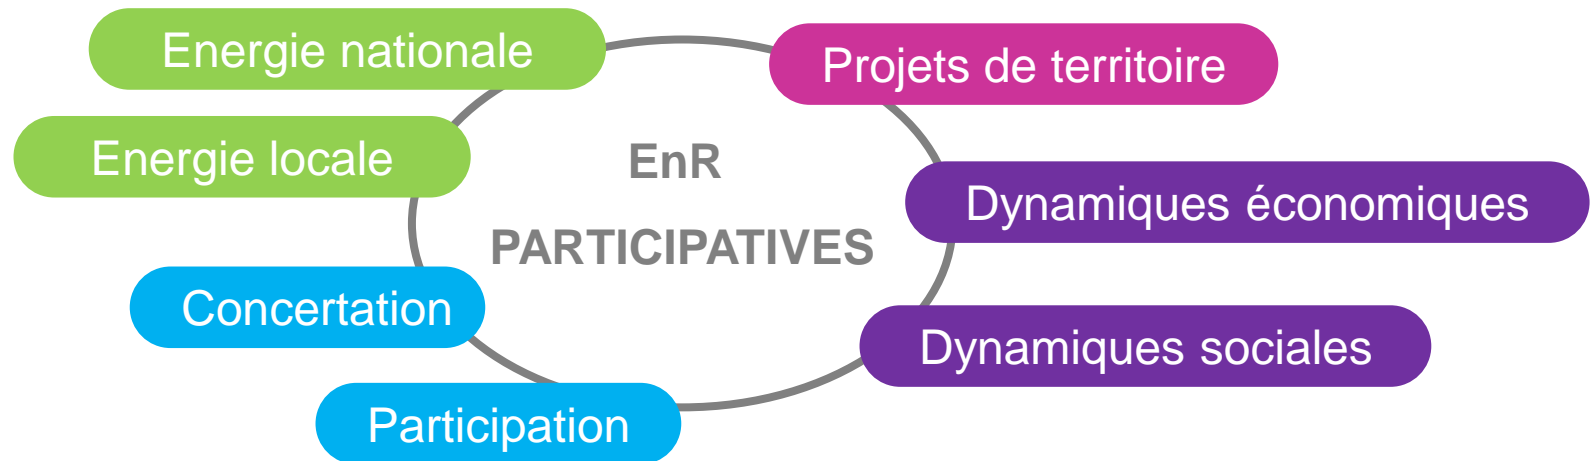 Energie nationale
Projets de territoire
Energie locale
EnR
PARTICIPATIVES
Dynamiques économiques
Concertation
Dynamiques sociales
Participation